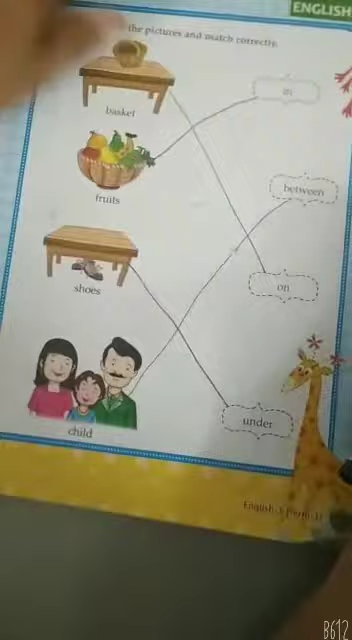 ENGLISH
the pictures and match correctly.
in
basket
between
fruits
on
shoes
under
child
B612